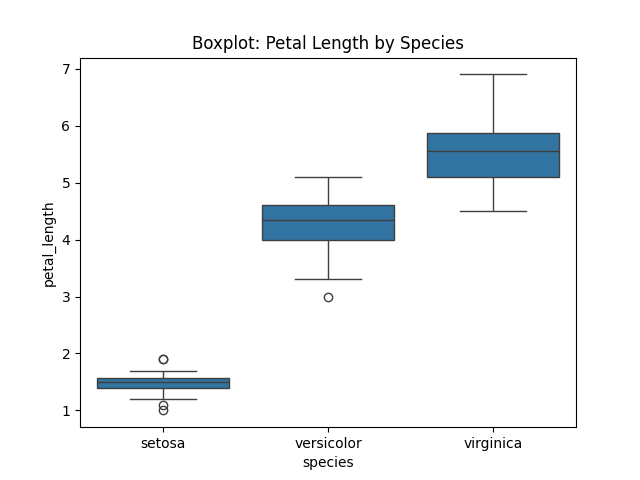 Boxplot: Petal Length by Species
petal_length
7
6
5
4
3
2
1
setosa versicolor virginica
species